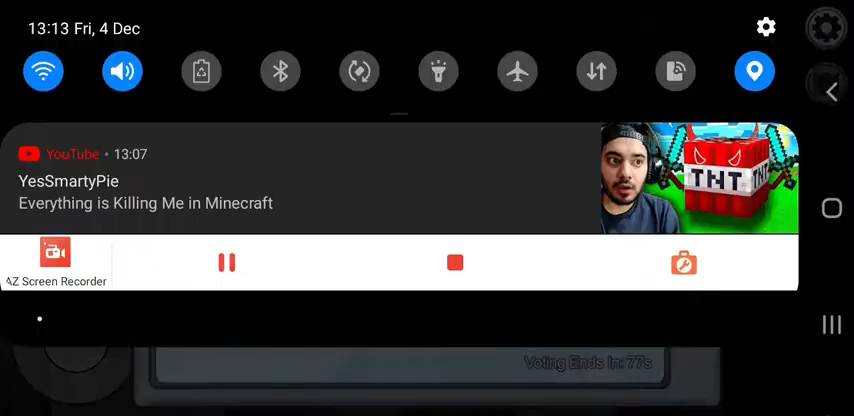 13:13 Fri, 4 Dec
YouTube • 13:07
YesSmartyPie
Everything is Killing Me in Minecraft
TNT
TNT
AZ Screen Recorder
Voting Ends In: 77s